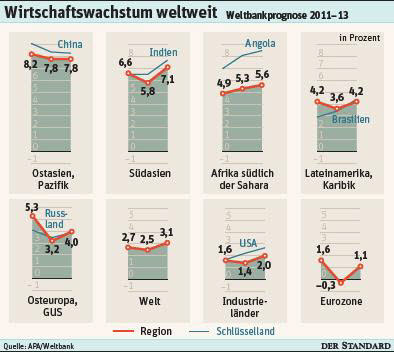 Wirtschaftswachstum weltweit Weltbankprognose 2011–13
in Prozent
China
8,2 7,8 7,8
Ostasien,
Pazifik
Indien
6,6
5,8
7,1
Südasien
Angola
4,9 5,3 5,6
Afrika südlich
der Sahara
4,2 3,6 4,2
Brasilien
Lateinamerika,
Karibik
5,3
Russ-
land
3,2 4,0
Osteuropa,
GUS
2,7 2,5 3,1
Welt
USA
1,6
1,4 2,0
Industrie-
länder
1,6
–0,3
1,1
Eurozone
Region Schlüsselland
Quelle: APA/Weltbank DER STANDARD